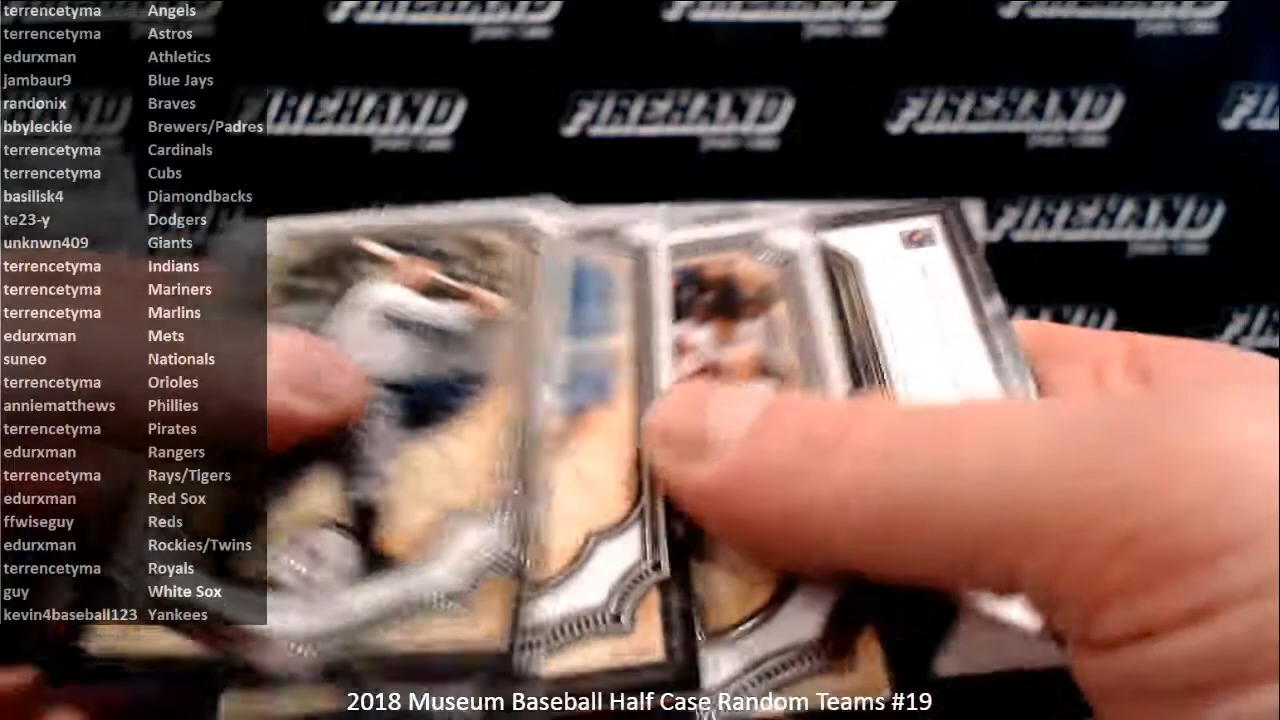 terrencetyma Angels
terrencetyma Astros
edurxman Athletics
jambaur9 Blue Jays
randonix Braves
bbyleckie Brewers/Padres
terrencetyma Cardinals
terrencetyma Cubs
basilisk4 Diamondbacks
te23-y Dodgers
unknwn409 Giants
terrencetyma Indians
terrencetyma Mariners
terrencetyma Marlins
edurxman Mets
suneo Nationals
terrencetyma Orioles
anniematthews Phillies
terrencetyma Pirates
edurxman Rangers
terrencetyma Rays/Tigers
edurxman Red Sox
ffwiseguy Reds
edurxman Rockies/Twins
terrencetyma Royals
guy White Sox
kevin4baseball123 Yankees
FIREHAND FIREHAND FIREHAND
FIREHAND FIREHAND FIREHAND
FIREHAND
2018 Museum Baseball Half Case Random Teams #19